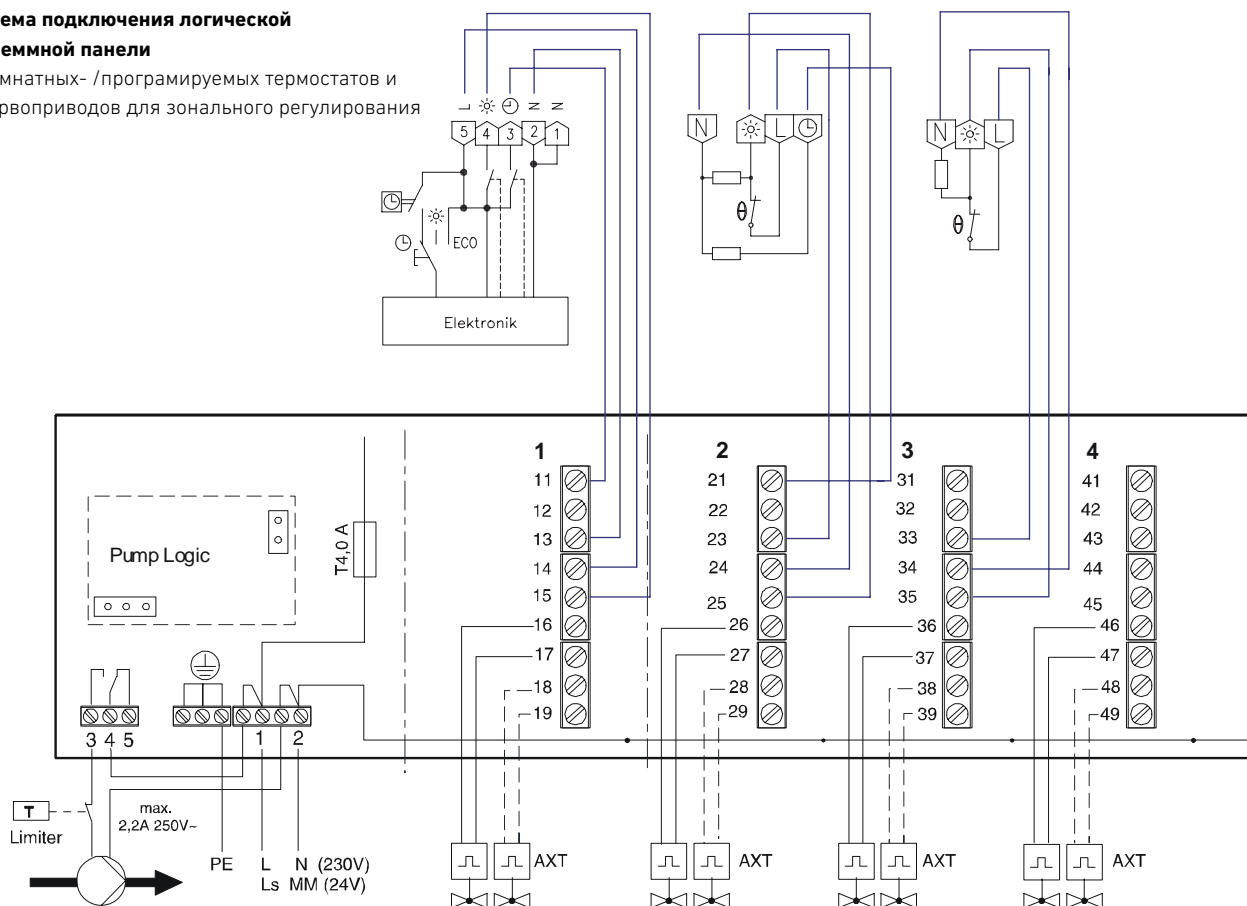 ема подключения логической
еммной панели
мнатных- /програмируемых термостатов и
рвоприводов для зонального регулирования
L N N
5 4 3 2 1
ECO
Elektronik
N L
θ
N L
θ
1 2 3 4
11 21 31 41
12 22 32 42
13 23 33 43
14 24 34 44
15 25 35 45
16 26 36 46
17 27 37 47
18 28 38 48
19 29 39 49
Pump Logic
T4,0 A
3 4 5 1 2
T
Limiter
max.
2,2A 250V~
PE L N (230V)
Ls MM (24V)
AXT AXT AXT AXT